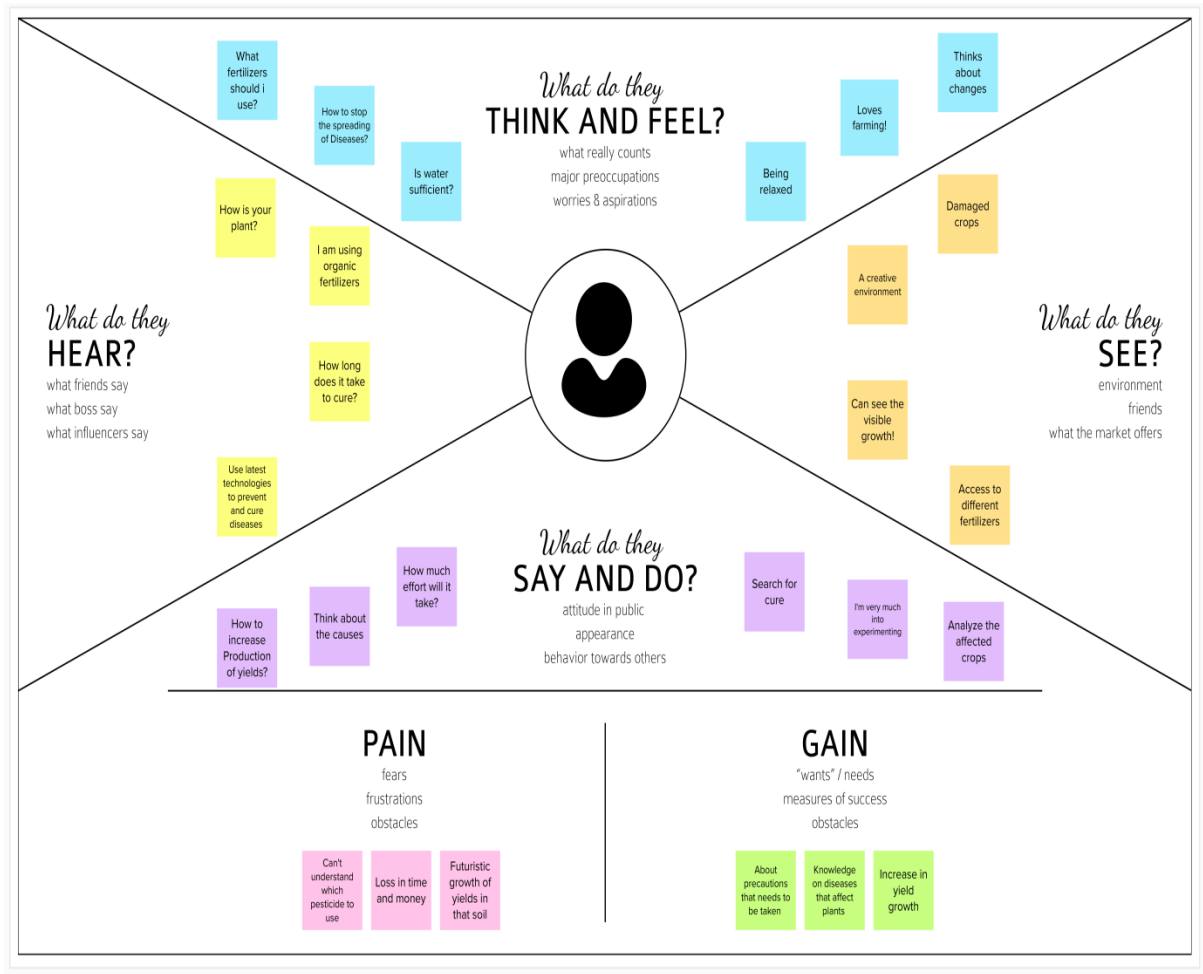 What do they
THINK AND FEEL?
what really counts
major preoccupations
worries & aspirations
What
fertilizers
should i
use?
How to stop
the spreading
of Diseases?
Is water
sufficient?
Being
relaxed
Loves
farming!
Thinks
about
changes
What do they
HEAR?
what friends say
what boss say
what influencers say
How is your
plant?
I am using
organic
fertilizers
How long
does it take
to cure?
Use latest
technologies
to prevent
and cure
diseases
What do they
SEE?
environment
friends
what the market offers
Damaged
crops
A creative
environment
Can see the
visible
growth!
Access to
different
fertilizers
What do they
SAY AND DO?
attitude in public
appearance
behavior towards others
How to
increase
Production
of yields?
Think about
the causes
How much
effort will it
take?
Search for
cure
I'm very much
into
experimenting
Analyze the
affected
crops
PAIN
fears
frustrations
obstacles
Can't
understand
which
pesticide to
use
Loss in time
and money
Futuristic
growth of
yields in
that soil
GAIN
"wants" / needs
measures of success
obstacles
About
precautions
that needs to
be taken
Knowledge
on diseases
that affect
plants
Increase in
yield
growth